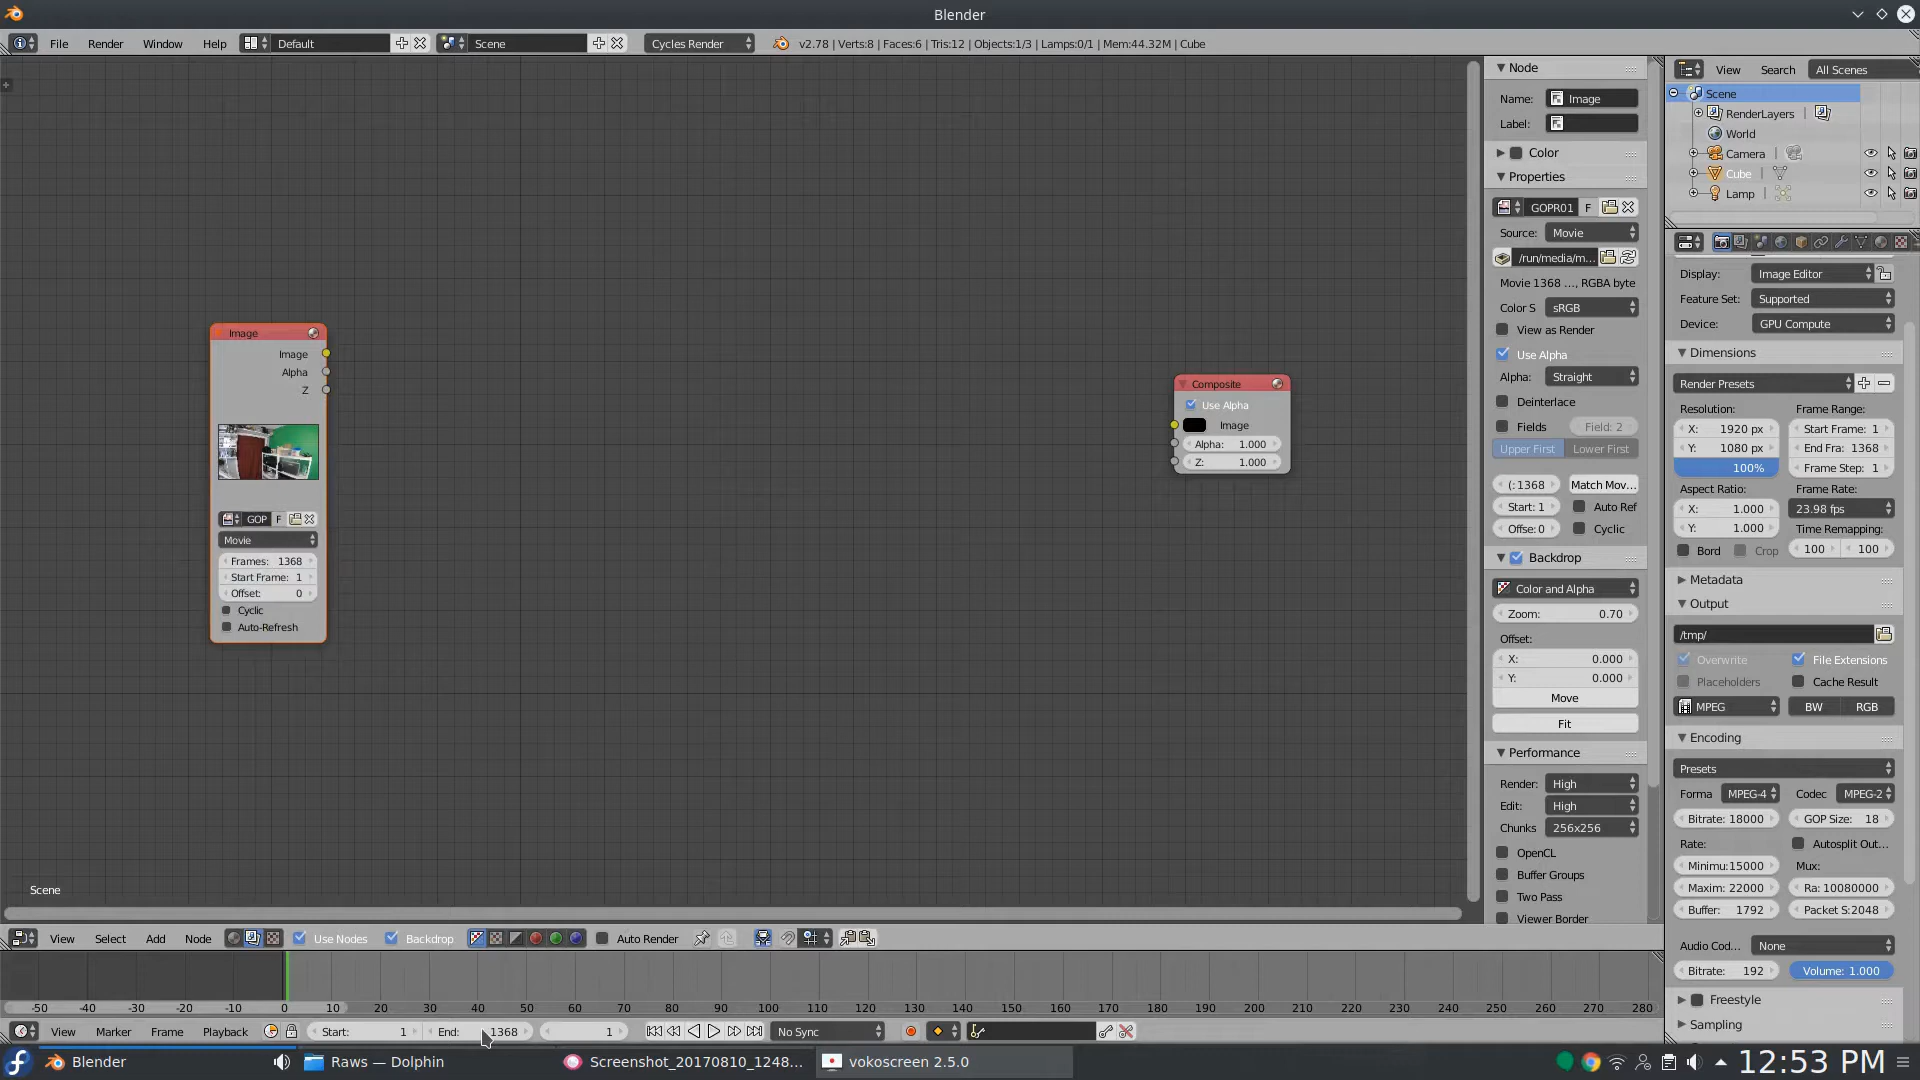 Blender
File Render Window Help Default Scene Cycles Render v2.78 | Verts:8 | Faces:6 | Tris:12 | Objects:1/3 | Lamps:0/1 | Mem:44.32M | Cube
Image
Image
Alpha
Z
GOP F
Movie
Frames: 1368
Start Frame: 1
Offset: 0
Cyclic
Auto-Refresh
Composite
Use Alpha
Image
Alpha: 1.000
Z: 1.000
Scene
Node
Name: Image
Label:
Color
Properties
GOPR01 F
Source: Movie
/run/media/m...
Movie 1368 ..., RGBA byte
Color S sRGB
View as Render
Use Alpha
Alpha: Straight
Deinterlace
Fields Field: 2
Upper First Lower First
(: 1368 Match Mov...
Start: 1 Auto Ref
Offse: 0 Cyclic
Backdrop
Color and Alpha
Zoom: 0.70
Offset:
X: 0.000
Y: 0.000
Move
Fit
Performance
Render: High
Edit: High
Chunks 256x256
OpenCL
Buffer Groups
Two Pass
Viewer Border
View Search All Scenes
Scene
RenderLayers |
World
Camera |
Cube |
Lamp |
Display: Image Editor
Feature Set: Supported
Device: GPU Compute
Dimensions
Render Presets
Resolution: Frame Range:
X: 1920 px Start Frame: 1
Y: 1080 px End Fra: 1368
100% Frame Step: 1
Aspect Ratio: Frame Rate:
X: 1.000 23.98 fps
Y: 1.000 Time Remapping:
Bord Crop 100 100
Metadata
Output
/tmp/
Overwrite File Extensions
Placeholders Cache Result
MPEG BW RGB
Encoding
Presets
Forma MPEG-4 Codec MPEG-2
Bitrate: 18000 GOP Size: 18
Rate: Autosplit Out...
Minimu:15000 Mux:
Maxim: 22000 Ra: 10080000
Buffer: 1792 Packet S:2048
Audio Cod... None
Bitrate: 192 Volume: 1.000
Freestyle
Sampling
View Select Add Node Use Nodes Backdrop Auto Render
-50 -40 -30 -20 -10 0 10 20 30 40 50 60 70 80 90 100 110 120 130 140 150 160 170 180 190 200 210 220 230 240 250 260 270 280
View Marker Frame Playback Start: 1 End: 1368 1 No Sync
Blender Raws — Dolphin Screenshot_20170810_1248... vokoscreen 2.5.0 12:53 PM